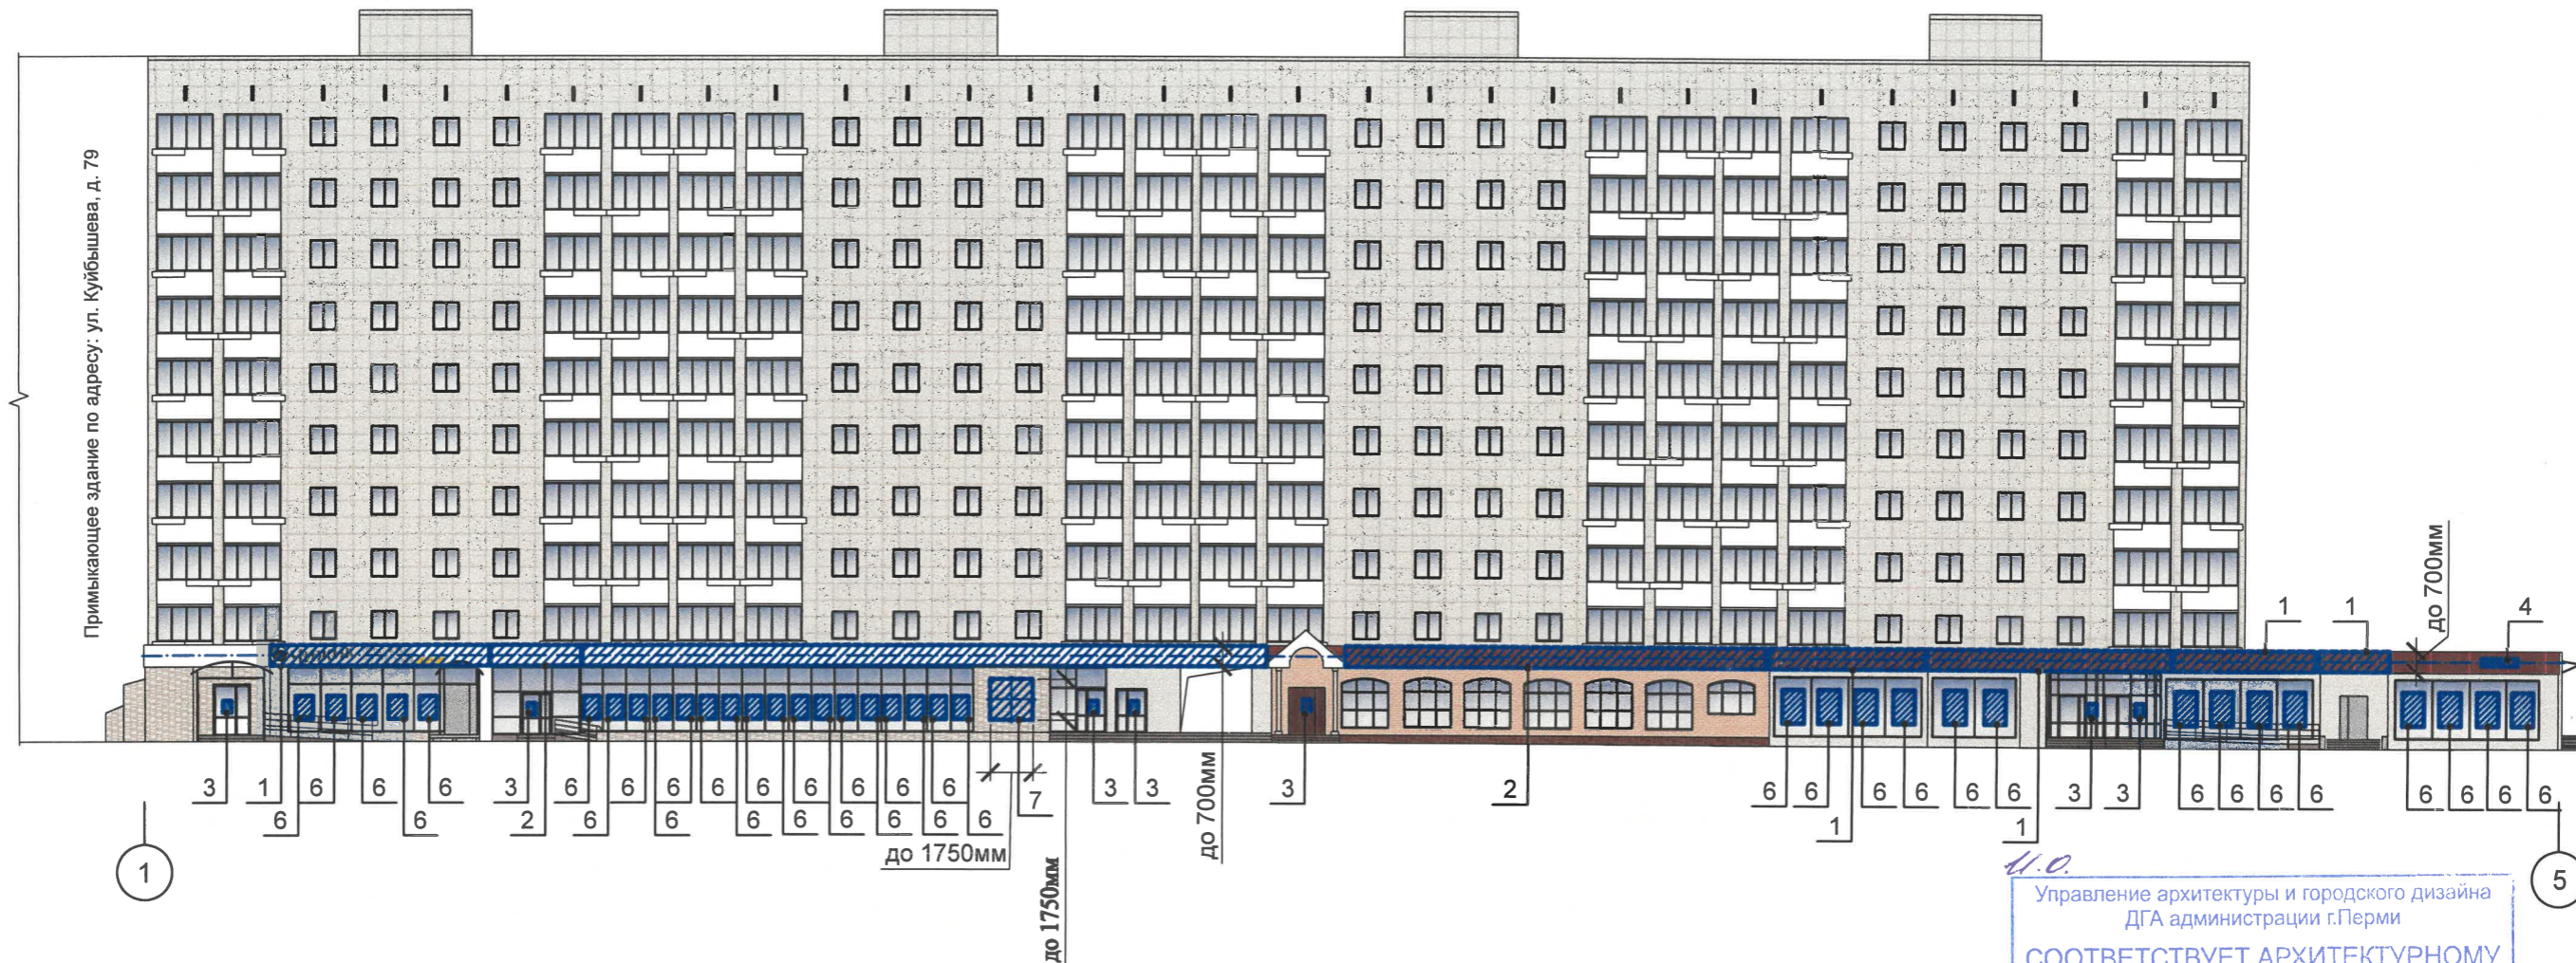 Примыкающее здание по адресу: ул. Куйбышева, д. 79
1 1 до 700мм 4
3 1 6 6 6 3 6 6 6 6 6 6 6 6 6 7 3 3 3 2 6 6 6 6 6 6 3 3 6 6 6 6 6 6 6 6
6 6 2 6 6 6 6 6 6 6 6 1 1
до 1750мм
до 700мм
до 1750мм
1
5
И.О.
Управление архитектуры и городского дизайна
ДГА администрации г.Перми
СООТВЕТСТВУЕТ АРХИТЕКТУРНОМУ